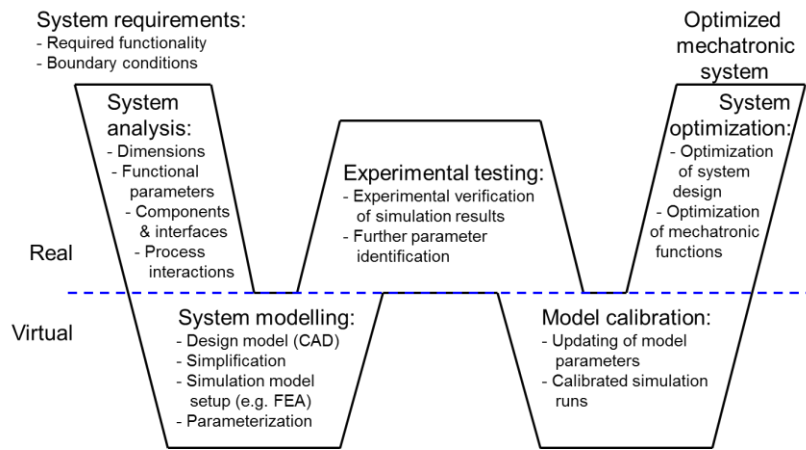 System requirements:
- Required functionality
- Boundary conditions
Optimized
mechatronic
system
System
analysis:
- Dimensions
- Functional
parameters
- Components
& interfaces
- Process
interactions
Experimental testing:
- Experimental verification
of simulation results
- Further parameter
identification
System
optimization:
- Optimization
of system
design
- Optimization
of mechatronic
functions
Real
Virtual
System modelling:
- Design model (CAD)
- Simplification
- Simulation model
setup (e.g. FEA)
- Parameterization
Model calibration:
- Updating of model
parameters
- Calibrated simulation
runs